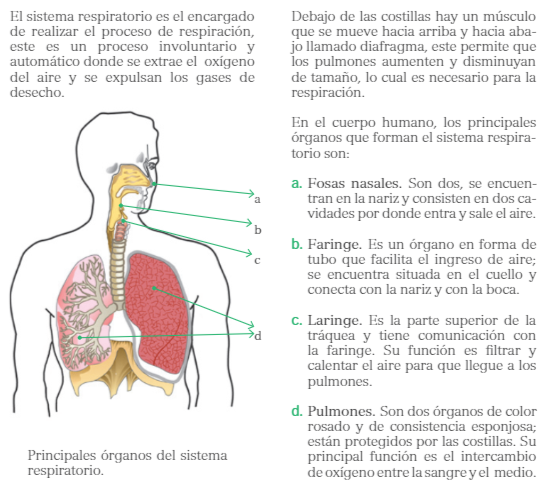 El sistema respiratorio es el encargado
de realizar el proceso de respiración,
este es un proceso involuntario y
automático donde se extrae el oxígeno
del aire y se expulsan los gases de
desecho.
a
b
c
d
Principales órganos del sistema
respiratorio.
Debajo de las costillas hay un músculo
que se mueve hacia arriba y hacia aba-
jo llamado diafragma, este permite que
los pulmones aumenten y disminuyan
de tamaño, lo cual es necesario para la
respiración.
En el cuerpo humano, los principales
órganos que forman el sistema respira-
torio son:
a. Fosas nasales. Son dos, se encuen-
tran en la nariz y consisten en dos ca-
vidades por donde entra y sale el aire.
b. Faringe. Es un órgano en forma de
tubo que facilita el ingreso de aire;
se encuentra situada en el cuello y
conecta con la nariz y con la boca.
c. Laringe. Es la parte superior de la
tráquea y tiene comunicación con
la faringe. Su función es filtrar y
calentar el aire para que llegue a los
pulmones.
d. Pulmones. Son dos órganos de color
rosado y de consistencia esponjosa;
están protegidos por las costillas. Su
principal función es el intercambio
de oxígeno entre la sangre y el medio.